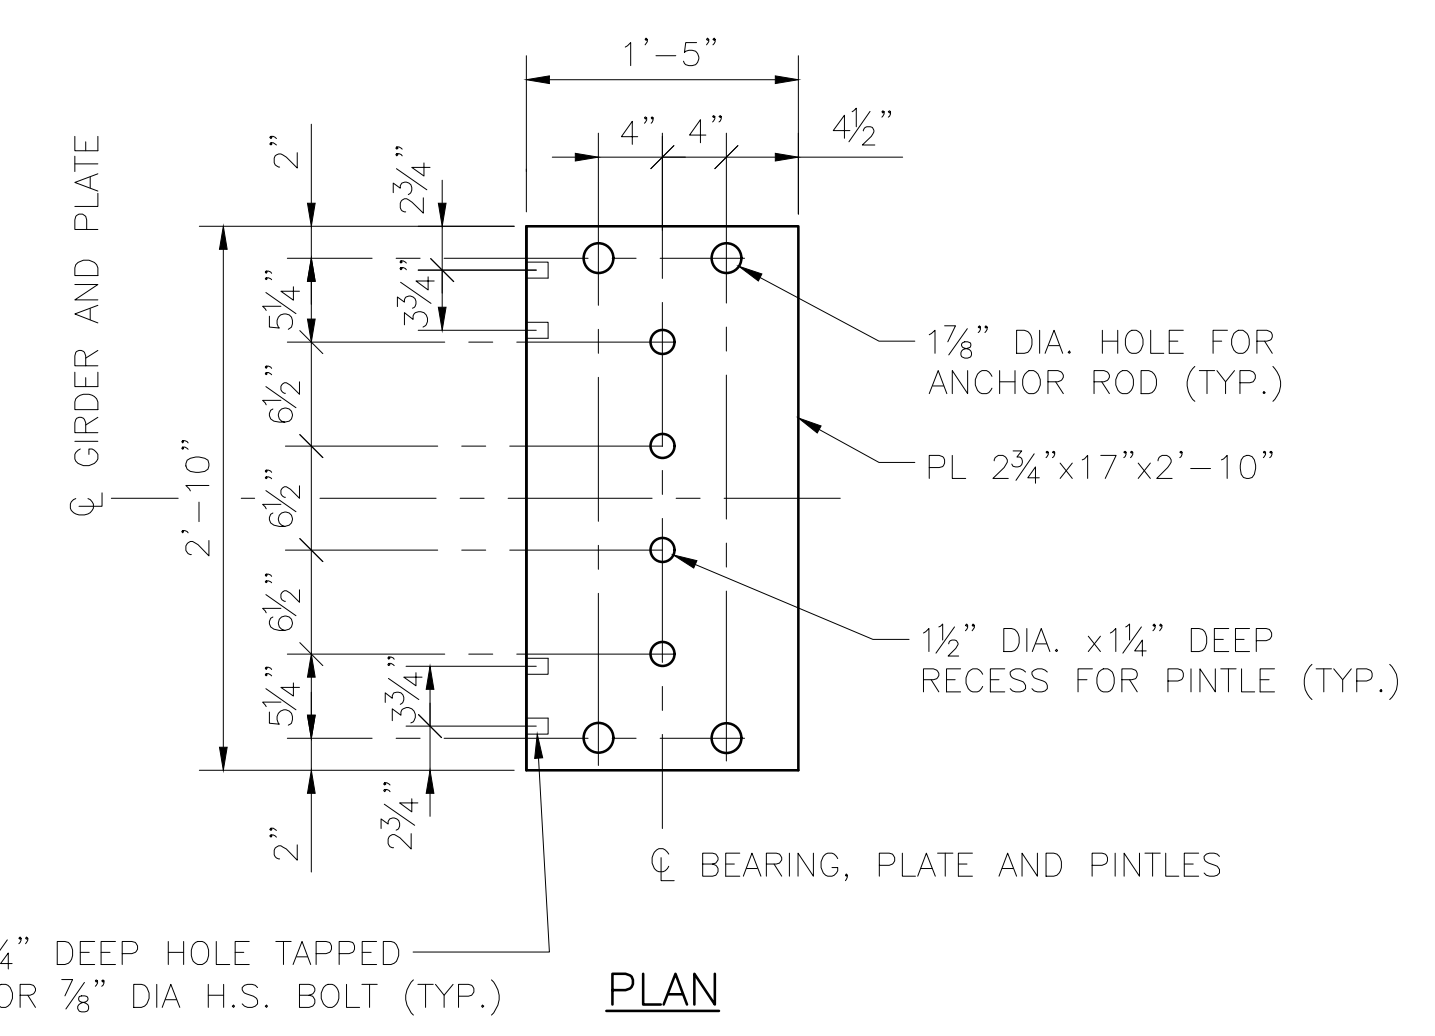 1'-5"
4" 4" 4½"
2"
2¾"
℄ GIRDER AND PLATE
5¼"
3¾"
6½"
2'-10"
6½"
6½"
5¼"
3¾"
2¾"
2"
1⅞" DIA. HOLE FOR
ANCHOR ROD (TYP.)
PL 2¾"x17"x2'-10"
1½" DIA. x1¼" DEEP
RECESS FOR PINTLE (TYP.)
℄ BEARING, PLATE AND PINTLES
DEEP HOLE TAPPED
⅞" DIA H.S. BOLT (TYP.)
PLAN